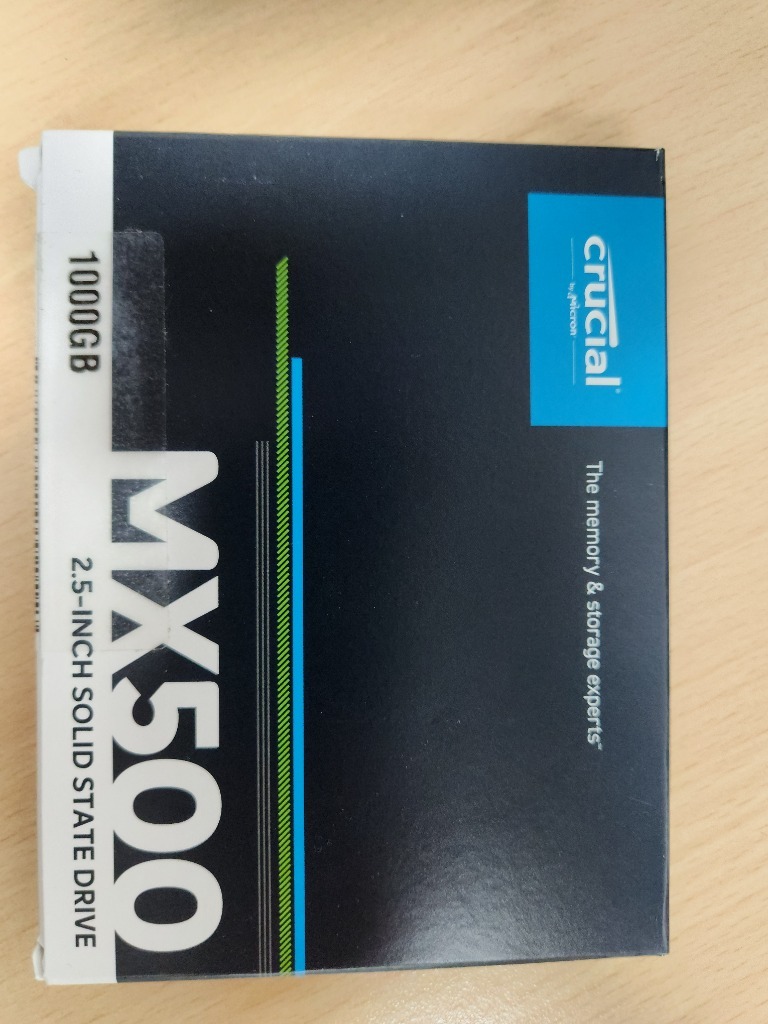 crucial®
by Micron
The memory & storage experts™
MX500
1000GB
2.5-INCH SOLID STATE DRIVE